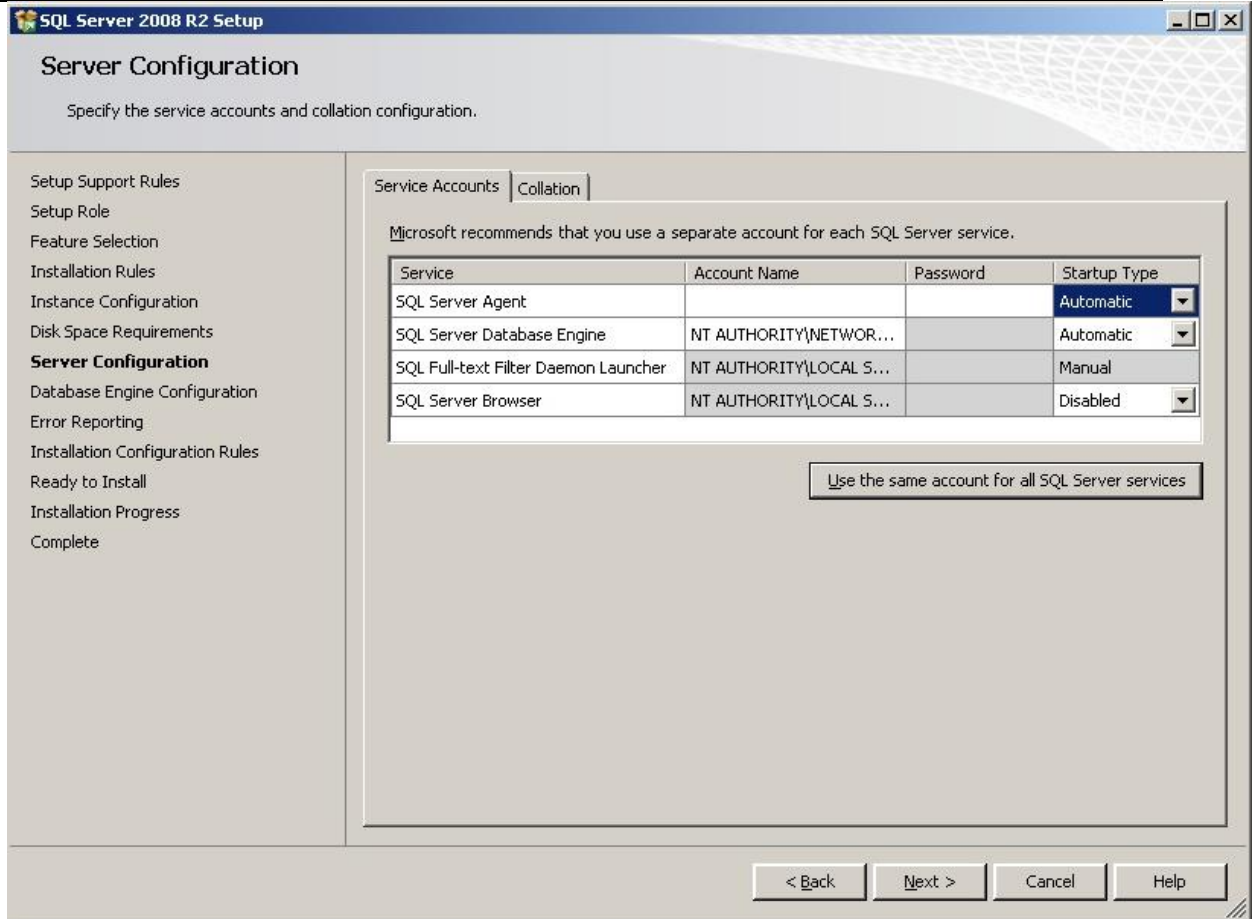 SQL Server 2008 R2 Setup
Server Configuration
Specify the service accounts and collation configuration.
Setup Support Rules
Setup Role
Feature Selection
Installation Rules
Instance Configuration
Disk Space Requirements
Server Configuration
Database Engine Configuration
Error Reporting
Installation Configuration Rules
Ready to Install
Installation Progress
Complete
Service Accounts Collation
Microsoft recommends that you use a separate account for each SQL Server service.
Service Account Name Password Startup Type
SQL Server Agent Automatic
SQL Server Database Engine NT AUTHORITY\NETWOR... Automatic
SQL Full-text Filter Daemon Launcher NT AUTHORITY\LOCAL S... Manual
SQL Server Browser NT AUTHORITY\LOCAL S... Disabled
Use the same account for all SQL Server services
< Back Next > Cancel Help